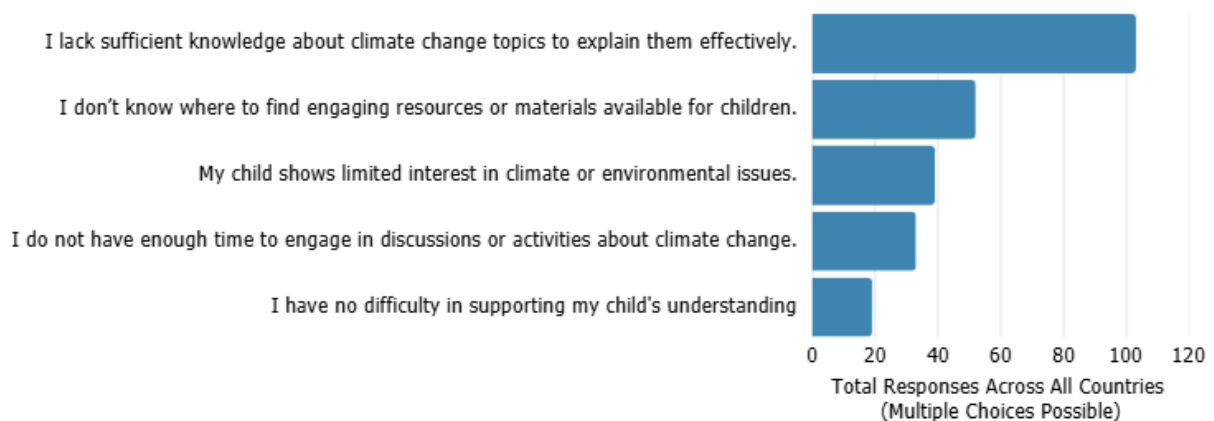 I lack sufficient knowledge about climate change topics to explain them effectively.
I don’t know where to find engaging resources or materials available for children.
My child shows limited interest in climate or environmental issues.
I do not have enough time to engage in discussions or activities about climate change.
I have no difficulty in supporting my child's understanding
0 20 40 60 80 100 120
Total Responses Across All Countries
(Multiple Choices Possible)